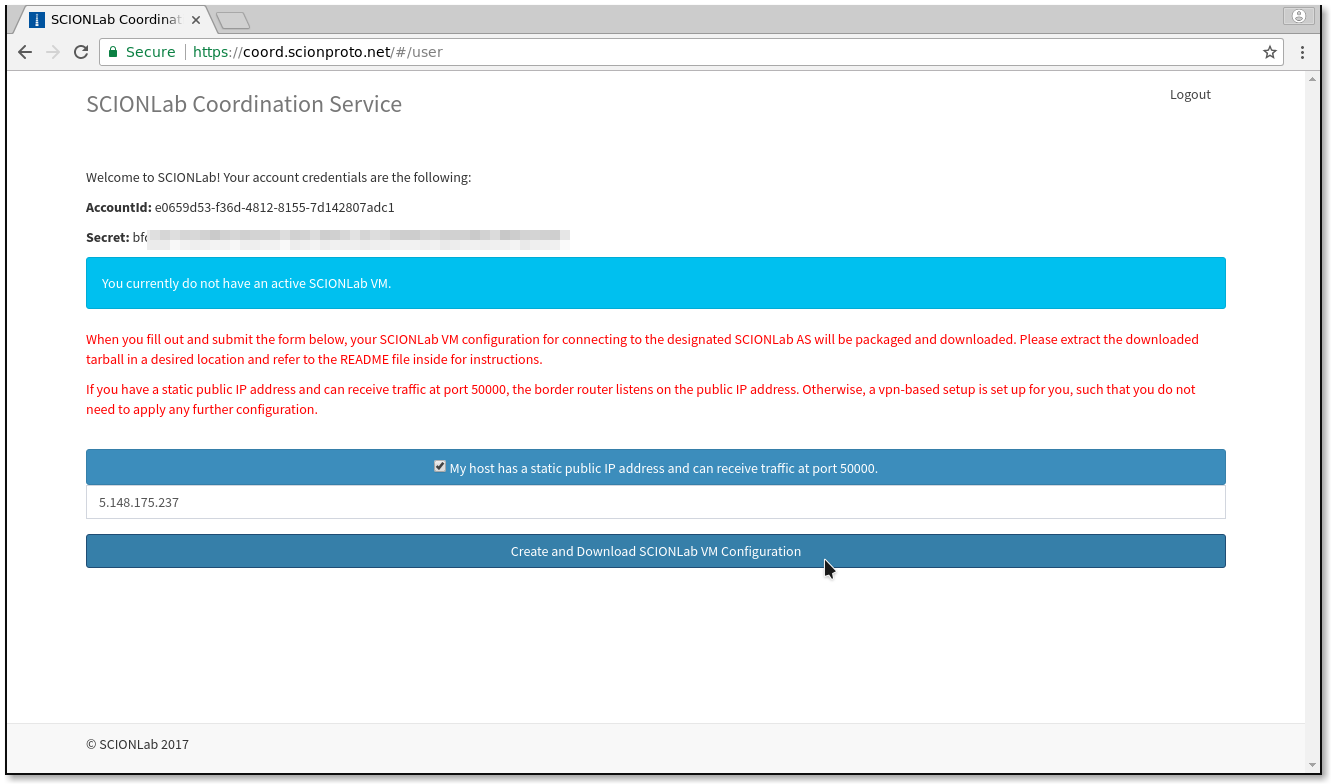 SCIONLab Coordinat
Secure https://coord.scionproto.net/#/user
SCIONLab Coordination Service
Logout
Welcome to SCIONLab! Your account credentials are the following:
AccountId: e0659d53-f36d-4812-8155-7d142807adc1
Secret:
You currently do not have an active SCIONLab VM.
When you fill out and submit the form below, your SCIONLab VM configuration for connecting to the designated SCIONLab AS will be packaged and downloaded. Please extract the downloaded
tarball in a desired location and refer to the README file inside for instructions.
If you have a static public IP address and can receive traffic at port 50000, the border router listens on the public IP address. Otherwise, a vpn-based setup is set up for you, such that you do not
need to apply any further configuration.
My host has a static public IP address and can receive traffic at port 50000.
5.148.175.237
Create and Download SCIONLab VM Configuration
© SCIONLab 2017